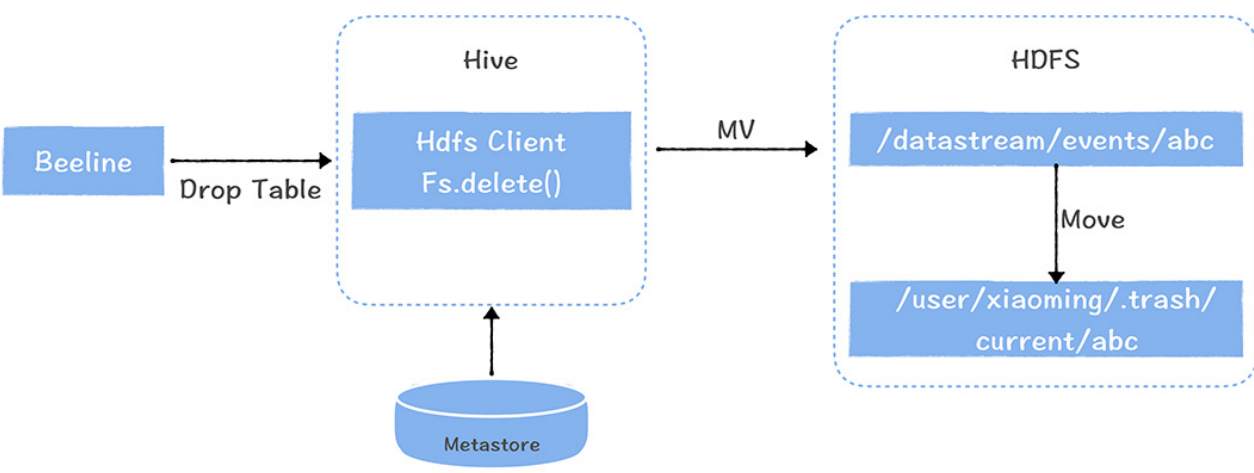 Beeline
Drop Table
Hive
Hdfs Client
Fs.delete()
Metastore
MV
HDFS
/datastream/events/abc
Move
/user/xiaoming/.trash/
current/abc